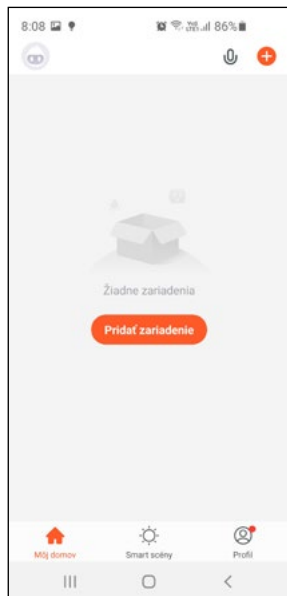 8:08 86%
Žiadne zariadenia
Pridať zariadenie
Môj domov Smart scény Profil